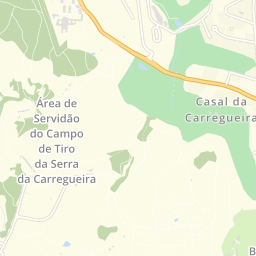 Área de
Servidão
do Campo
de Tiro
da Serra
da Carregueira
Casal da
Carregueira
B